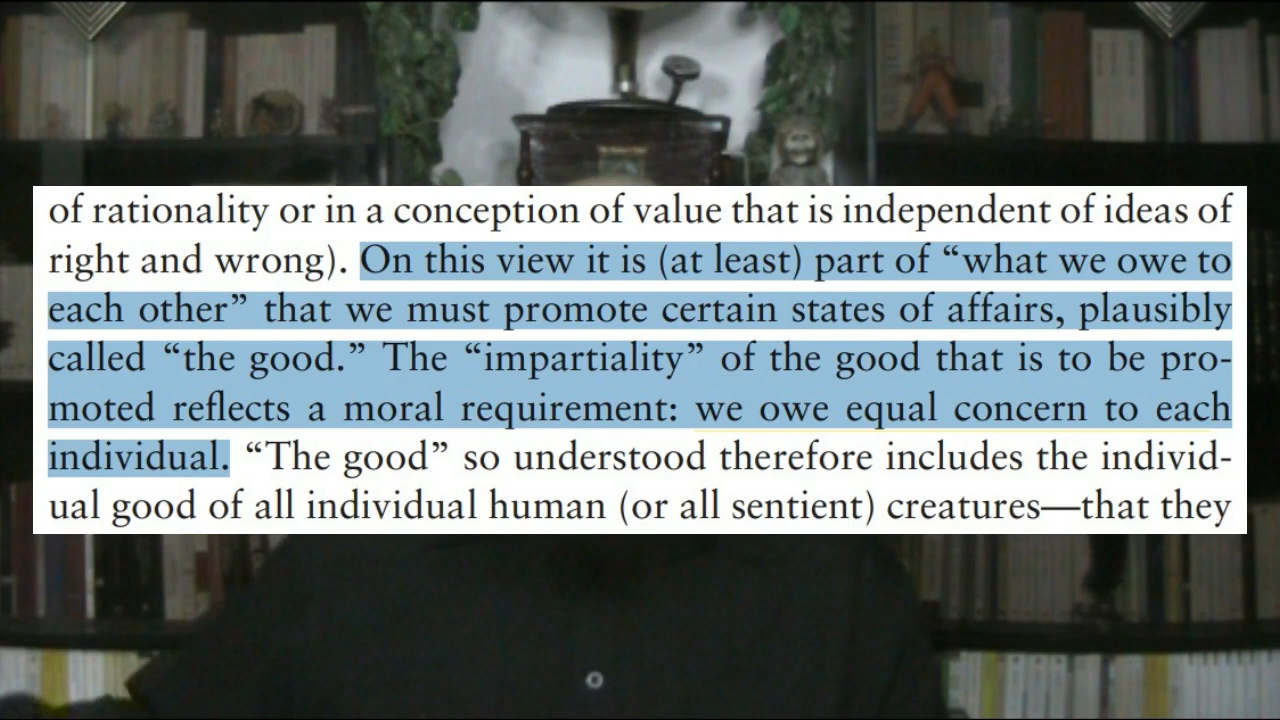 of rationality or in a conception of value that is independent of ideas of
right and wrong). On this view it is (at least) part of “what we owe to
each other” that we must promote certain states of affairs, plausibly
called “the good.” The “impartiality” of the good that is to be pro-
moted reflects a moral requirement: we owe equal concern to each
individual. “The good” so understood therefore includes the individ-
ual good of all individual human (or all sentient) creatures—that they